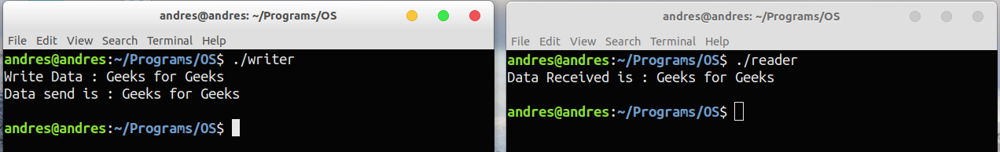 andres@andres: ~/Programs/OS
File Edit View Search Terminal Help
andres@andres:~/Programs/OS$ ./writer
Write Data : Geeks for Geeks
Data send is : Geeks for Geeks
andres@andres:~/Programs/OS$
andres@andres: ~/Programs/OS
File Edit View Search Terminal Help
andres@andres:~/Programs/OS$ ./reader
Data Received is : Geeks for Geeks
andres@andres:~/Programs/OS$